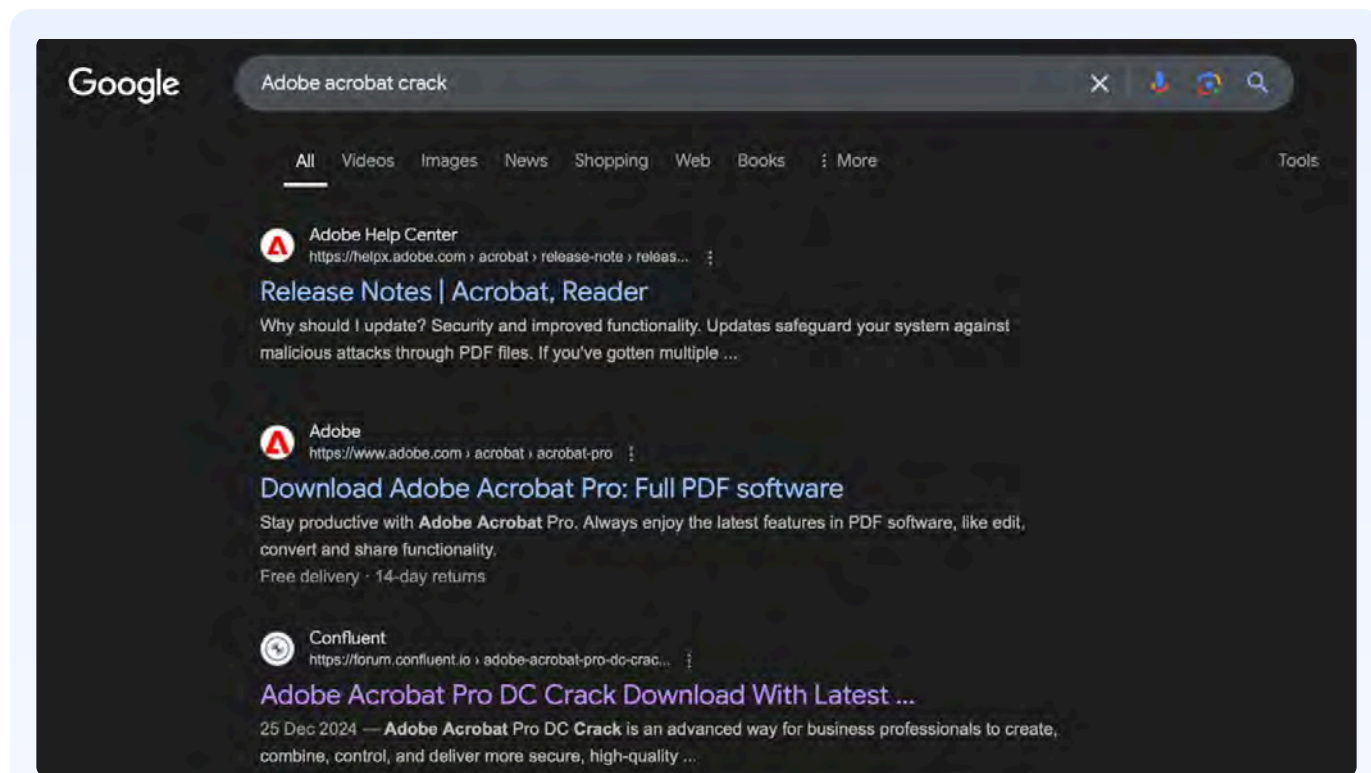 Google Adobe acrobat crack
All Videos Images News Shopping Web Books More Tools
Adobe Help Center
https://helpx.adobe.com › acrobat › release-note › releas...
Release Notes | Acrobat, Reader
Why should I update? Security and improved functionality. Updates safeguard your system against
malicious attacks through PDF files. If you've gotten multiple ...
Adobe
https://www.adobe.com › acrobat › acrobat-pro
Download Adobe Acrobat Pro: Full PDF software
Stay productive with Adobe Acrobat Pro. Always enjoy the latest features in PDF software, like edit,
convert and share functionality.
Free delivery · 14-day returns
Confluent
https://forum.confluent.io › adobe-acrobat-pro-dc-crac...
Adobe Acrobat Pro DC Crack Download With Latest ...
25 Dec 2024 — Adobe Acrobat Pro DC Crack is an advanced way for business professionals to create,
combine, control, and deliver more secure, high-quality ...